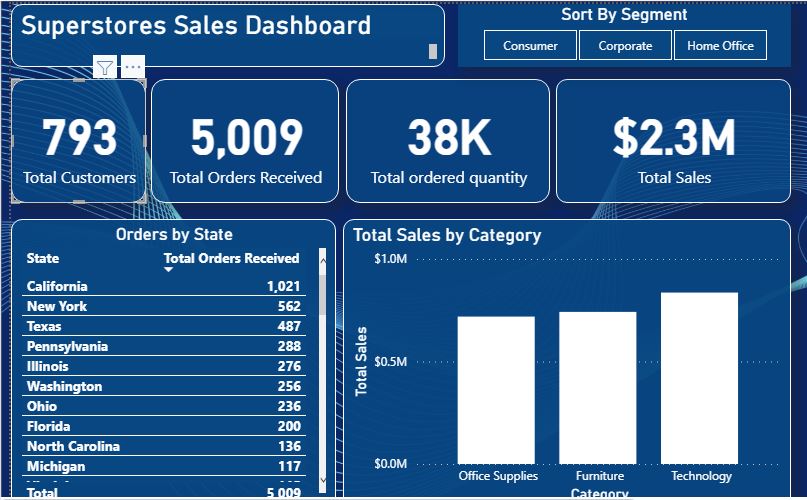 Superstores Sales Dashboard
Sort By Segment
Consumer
Corporate
Home Office
793
Total Customers
5,009
Total Orders Received
38K
Total ordered quantity
$2.3M
Total Sales
Orders by State
State Total Orders Received
California 1,021
New York 562
Texas 487
Pennsylvania 288
Illinois 276
Washington 256
Ohio 236
Florida 200
North Carolina 136
Michigan 117
Total 5 009
Total Sales by Category
Total Sales
$1.0M
$0.5M
$0.0M
Office Supplies
Furniture
Technology
Category